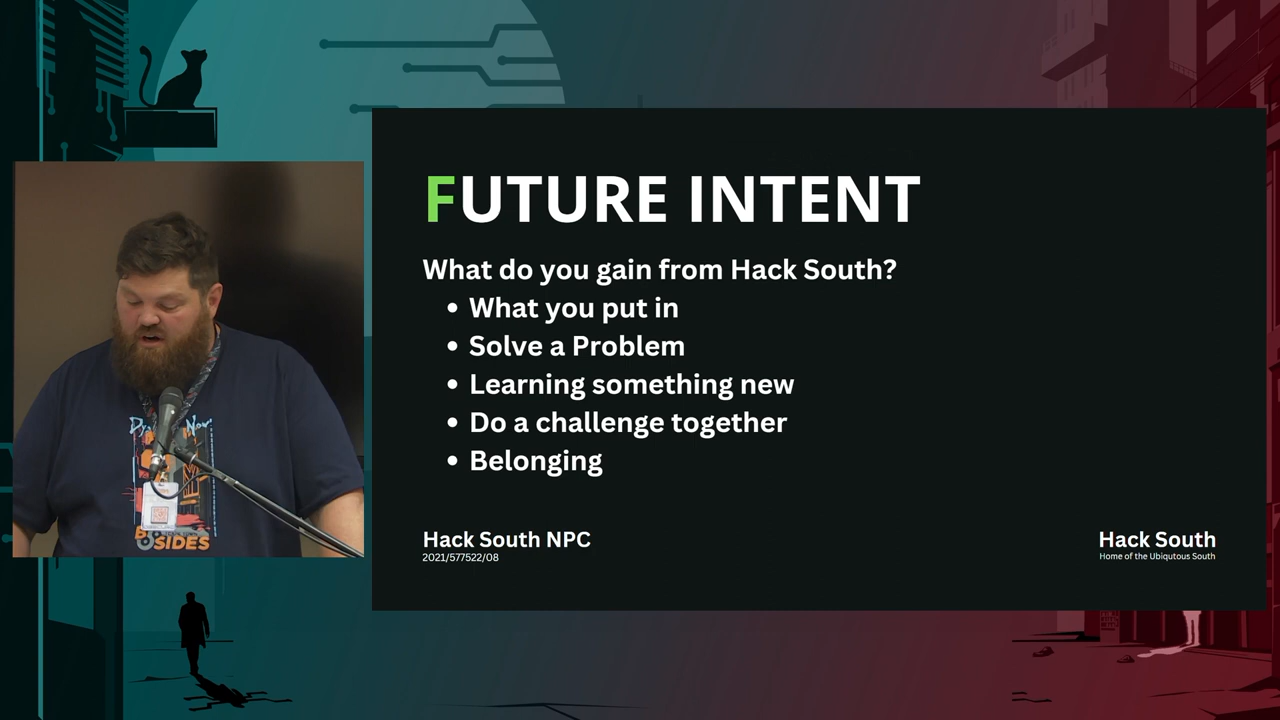 FUTURE INTENT
What do you gain from Hack South?
• What you put in
• Solve a Problem
• Learning something new
• Do a challenge together
• Belonging
Hack South NPC
2021/577522/08
Hack South
Home of the Ubiqutous South
SIDES